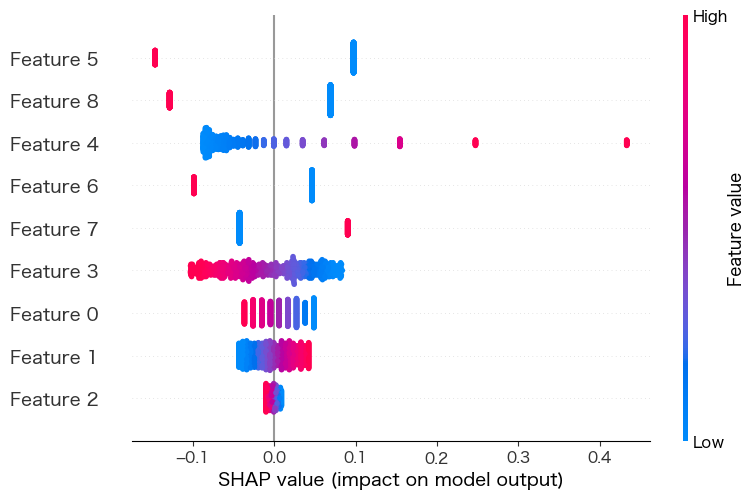 High
Feature 5
Feature 8
Feature 4
Feature 6
Feature 7
Feature 3
Feature 0
Feature 1
Feature 2
Feature value
Low
−0.1 0.0 0.1 0.2 0.3 0.4
SHAP value (impact on model output)